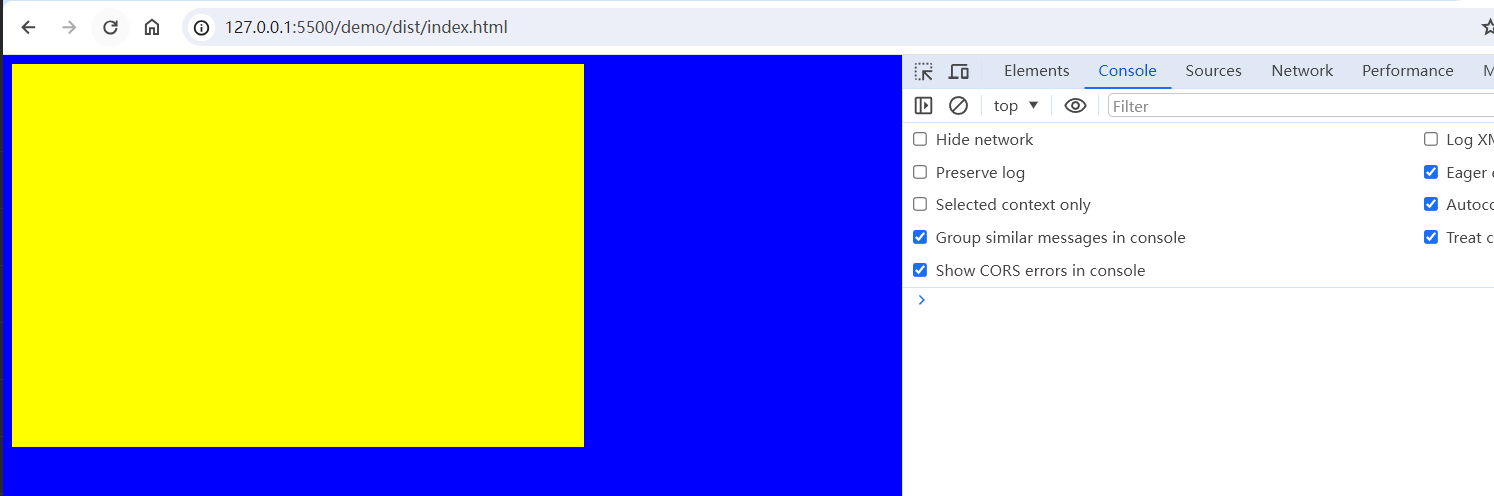 127.0.0.1:5500/demo/dist/index.html
Elements Console Sources Network Performance M
top Filter
Hide network Log XM
Preserve log Eager e
Selected context only Autoco
Group similar messages in console Treat c
Show CORS errors in console